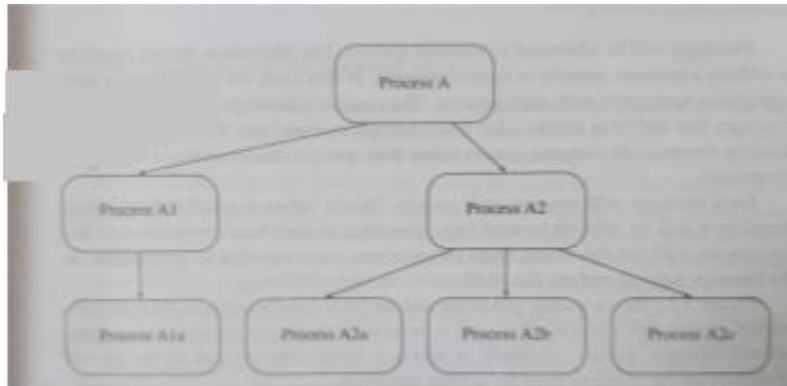 Process A
Process A1
Process A2
Process A1a
Process A2a
Process A2b
Process A2c